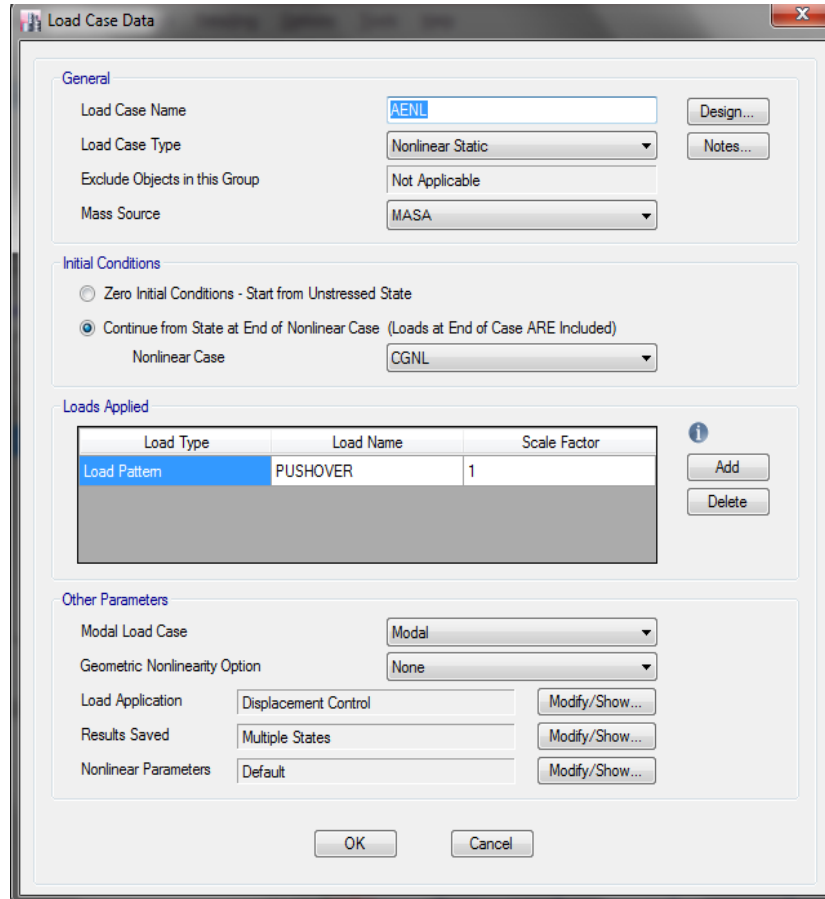 Load Case Data
General
Load Case Name AENL Design...
Load Case Type Nonlinear Static Notes...
Exclude Objects in this Group Not Applicable
Mass Source MASA
Initial Conditions
Zero Initial Conditions - Start from Unstressed State
Continue from State at End of Nonlinear Case (Loads at End of Case ARE Included)
Nonlinear Case CGNL
Loads Applied
Load Type Load Name Scale Factor
Load Pattern PUSHOVER 1
Add
Delete
Other Parameters
Modal Load Case Modal
Geometric Nonlinearity Option None
Load Application Displacement Control Modify/Show...
Results Saved Multiple States Modify/Show...
Nonlinear Parameters Default Modify/Show...
OK Cancel